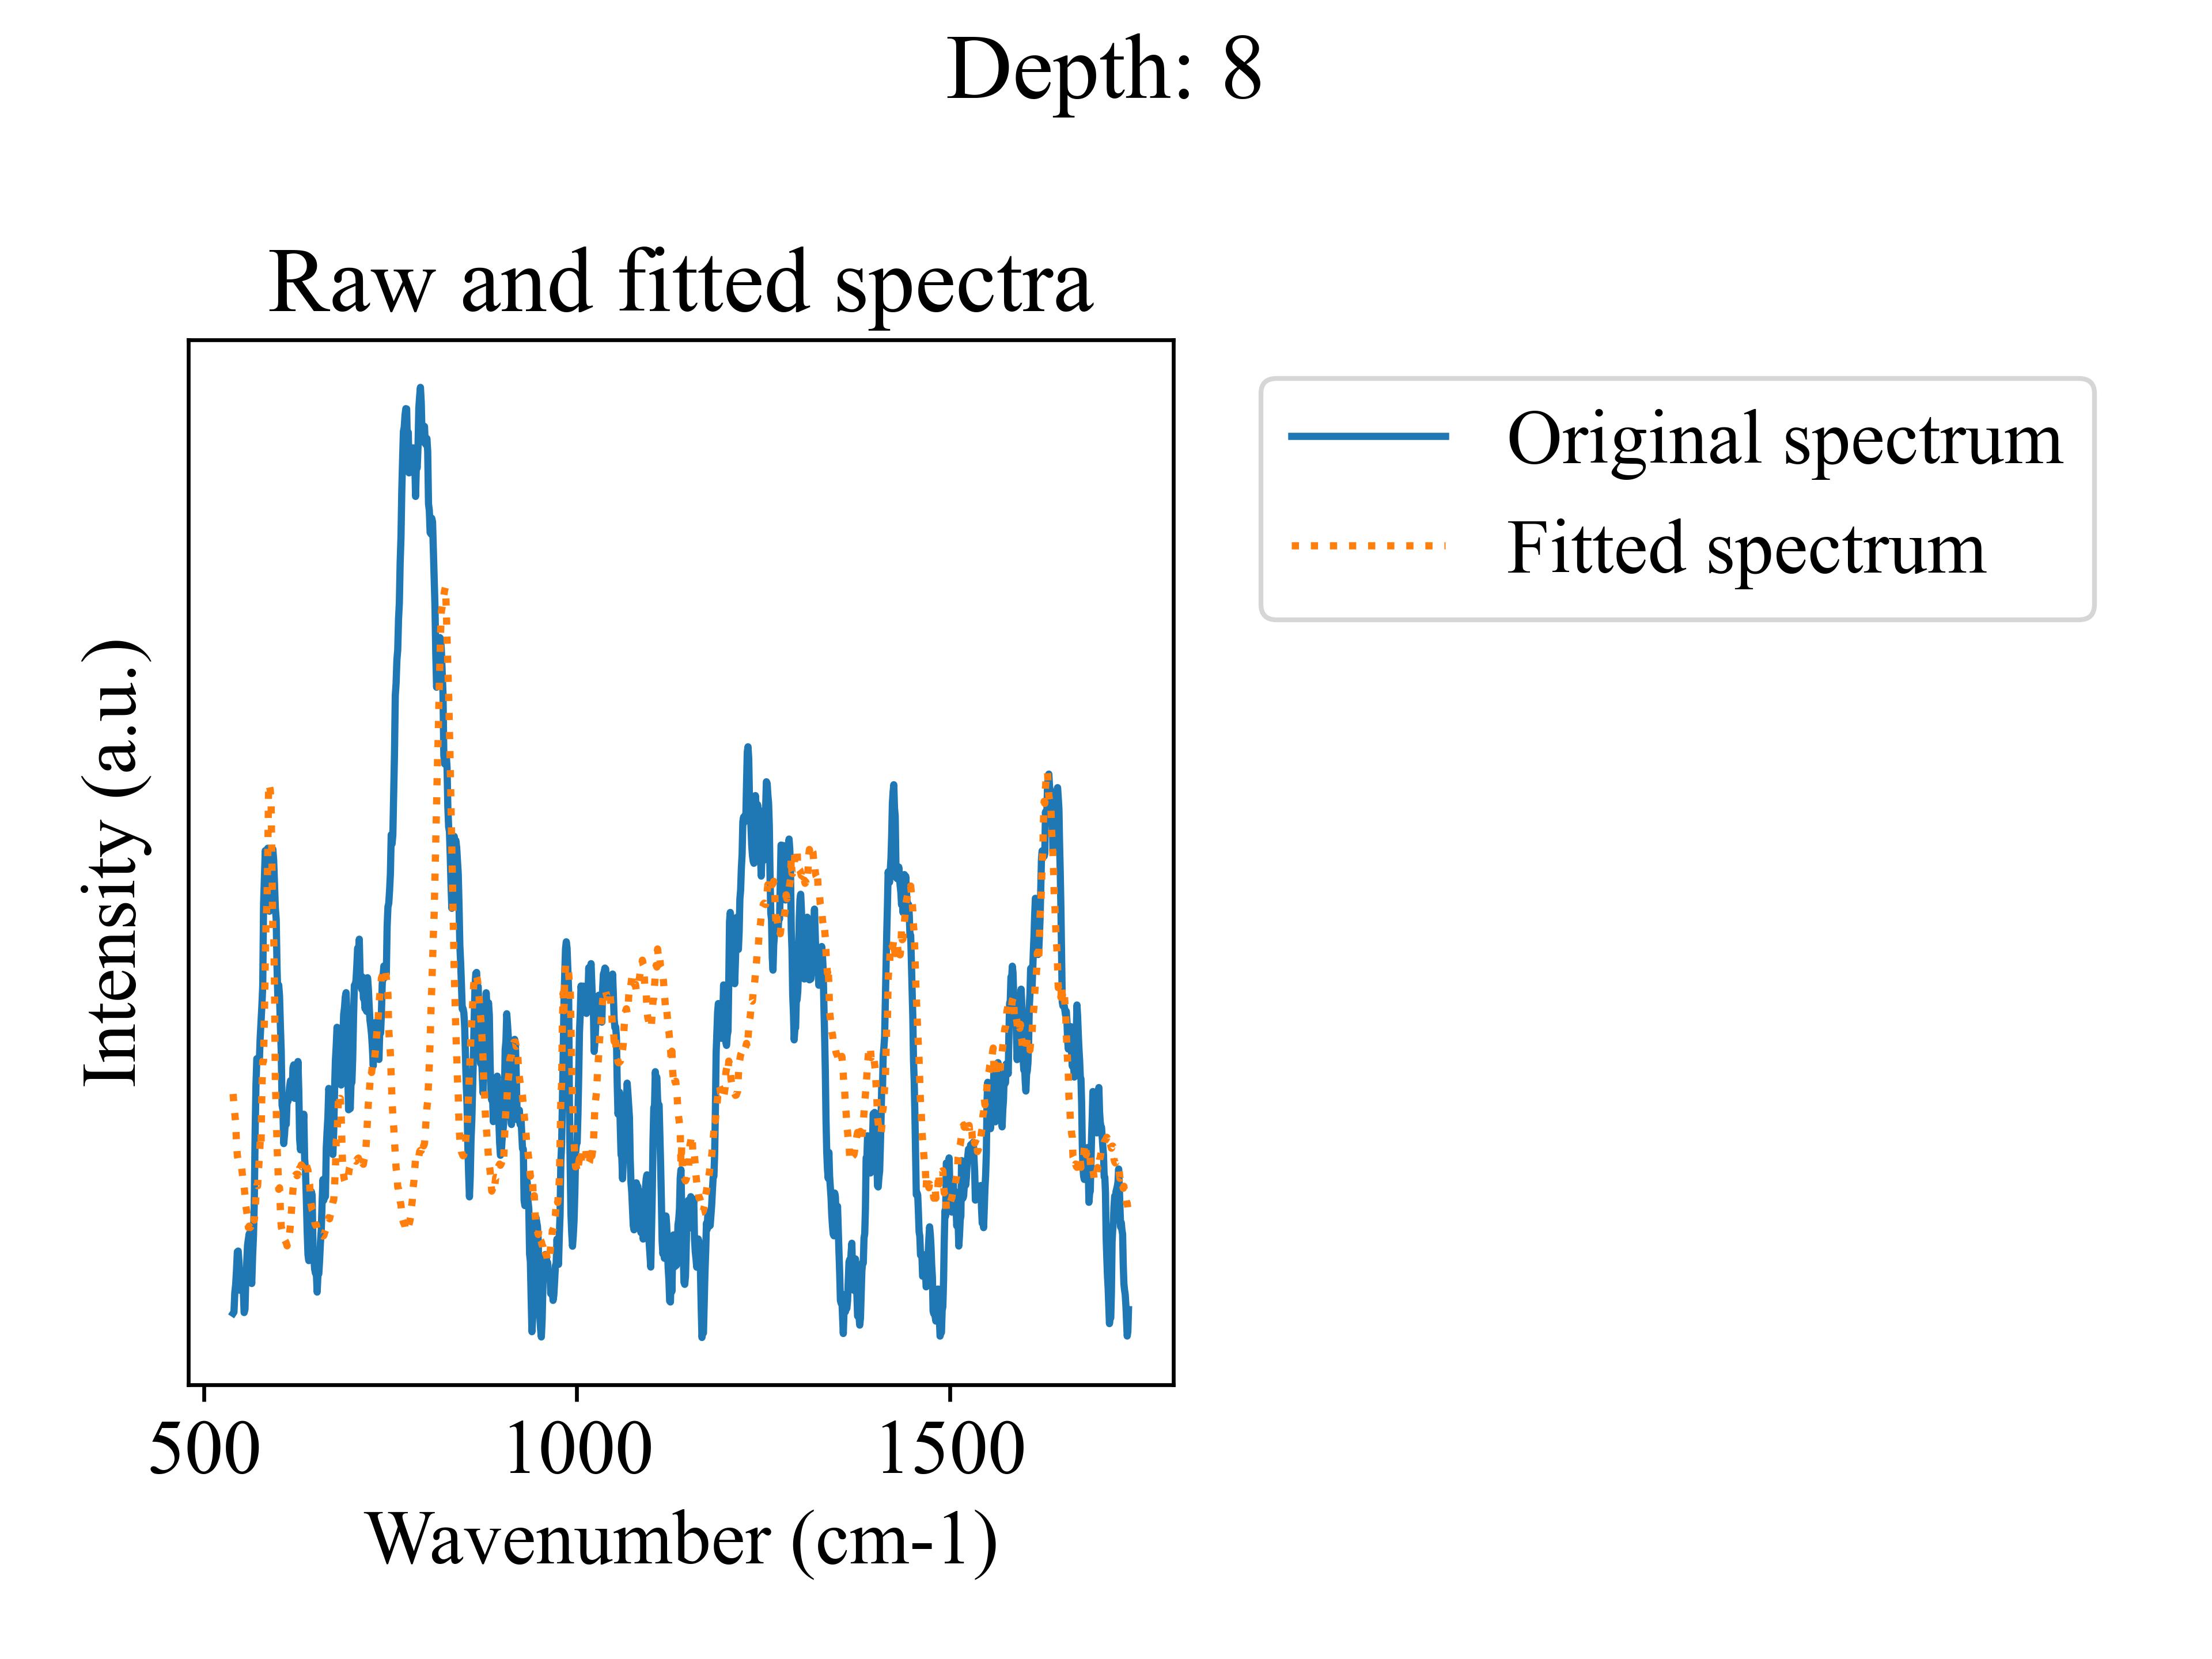 Depth: 8
Raw and fitted spectra
Original spectrum
Fitted spectrum
Intensity (a.u.)
500 1000 1500
Wavenumber (cm-1)